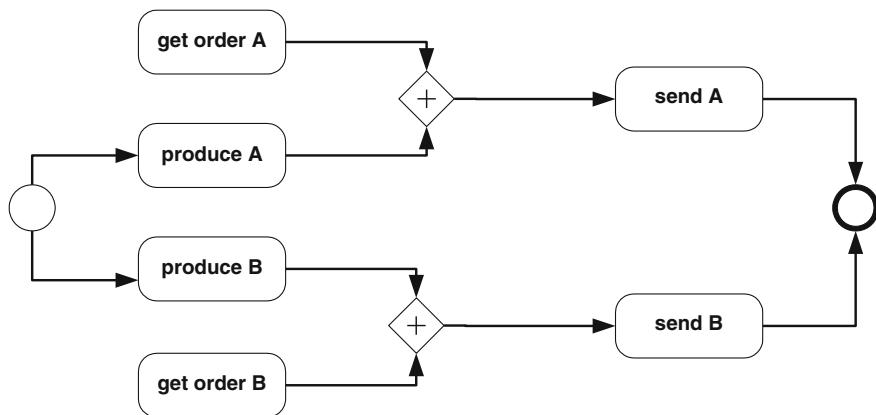 get order A
send A
produce A
produce B
send B
get order B